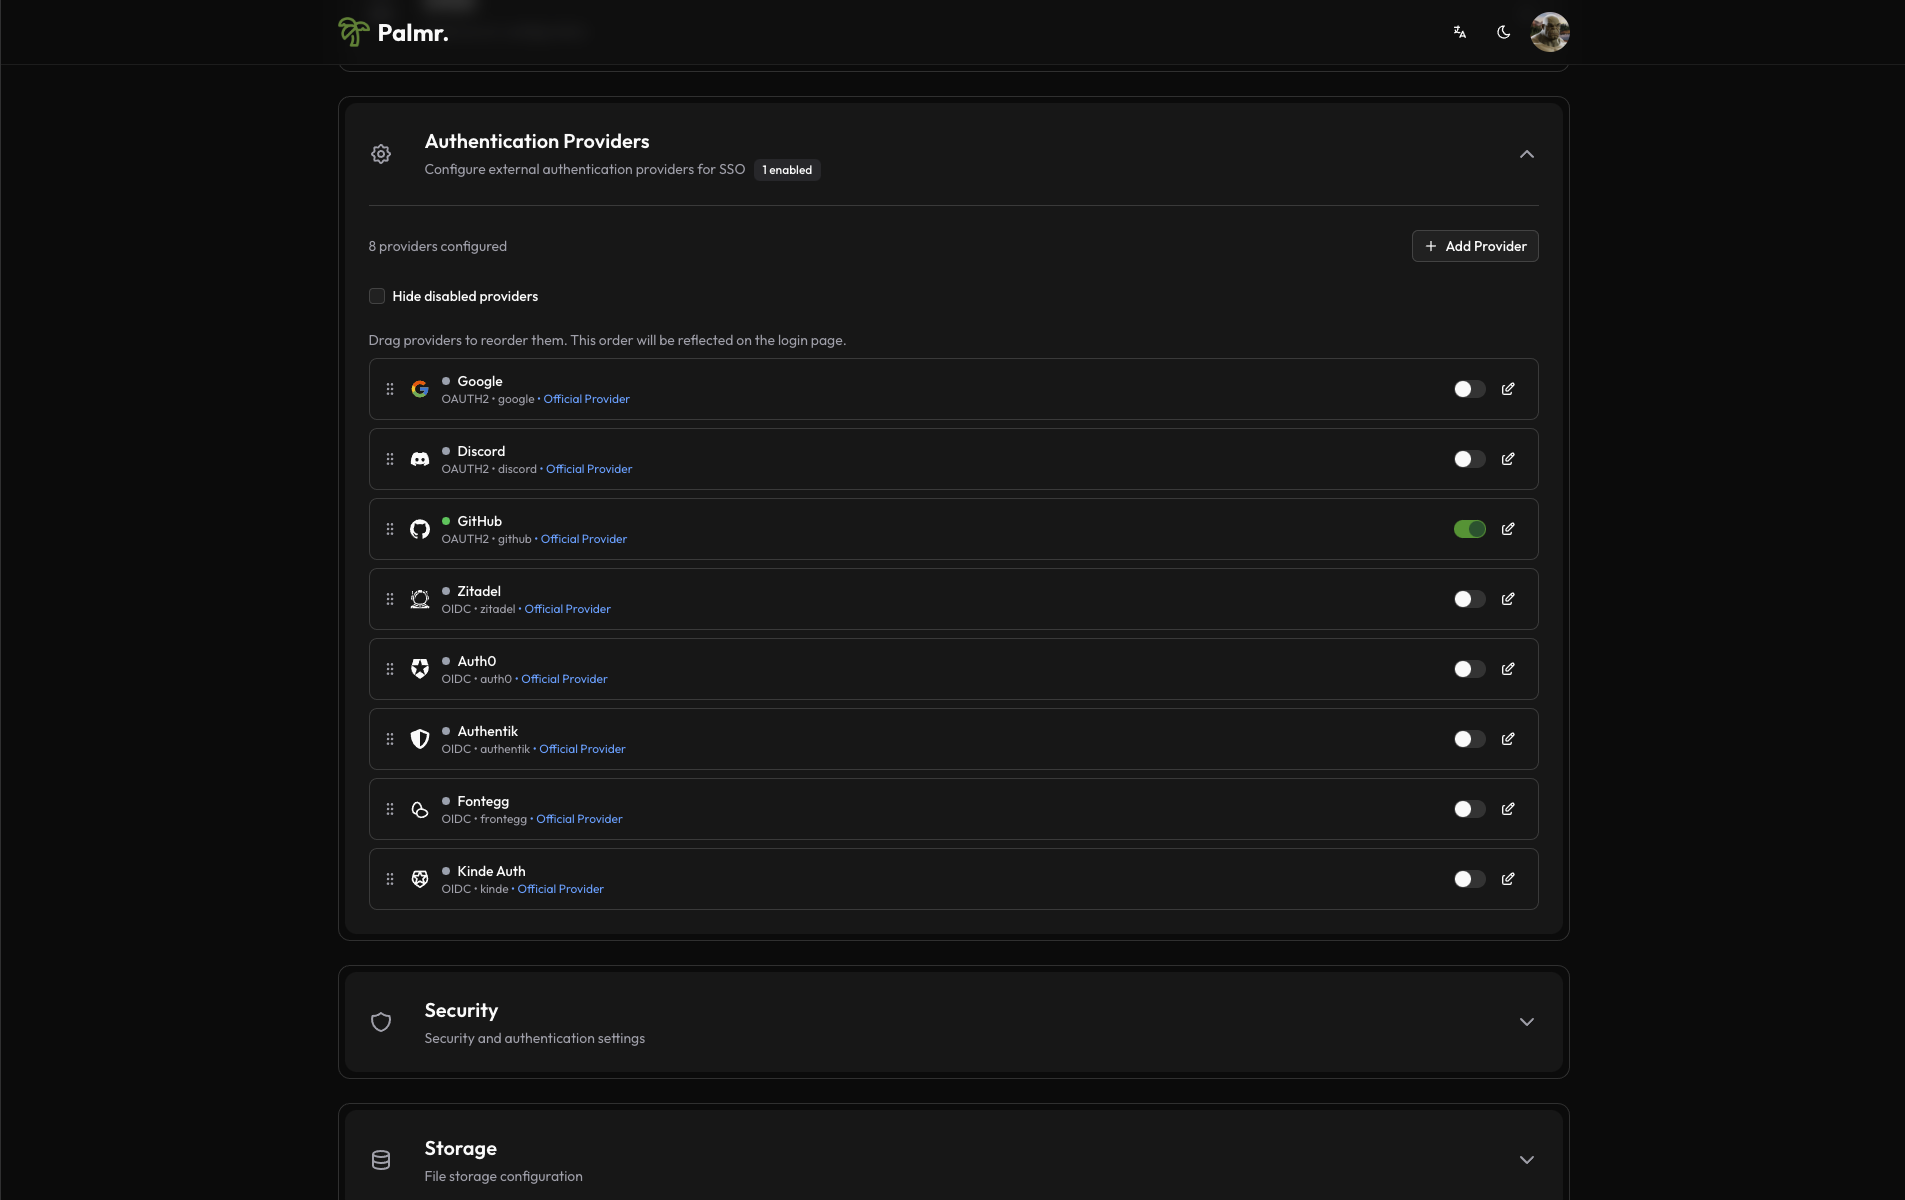 Palmr.
Authentication Providers
Configure external authentication providers for SSO 1 enabled
8 providers configured
+ Add Provider
Hide disabled providers
Drag providers to reorder them. This order will be reflected on the login page.
Google
OAUTH2 • google • Official Provider
Discord
OAUTH2 • discord • Official Provider
GitHub
OAUTH2 • github • Official Provider
Zitadel
OIDC • zitadel • Official Provider
Auth0
OIDC • auth0 • Official Provider
Authentik
OIDC • authentik • Official Provider
Fontegg
OIDC • frontegg • Official Provider
Kinde Auth
OIDC • kinde • Official Provider
Security
Security and authentication settings
Storage
File storage configuration